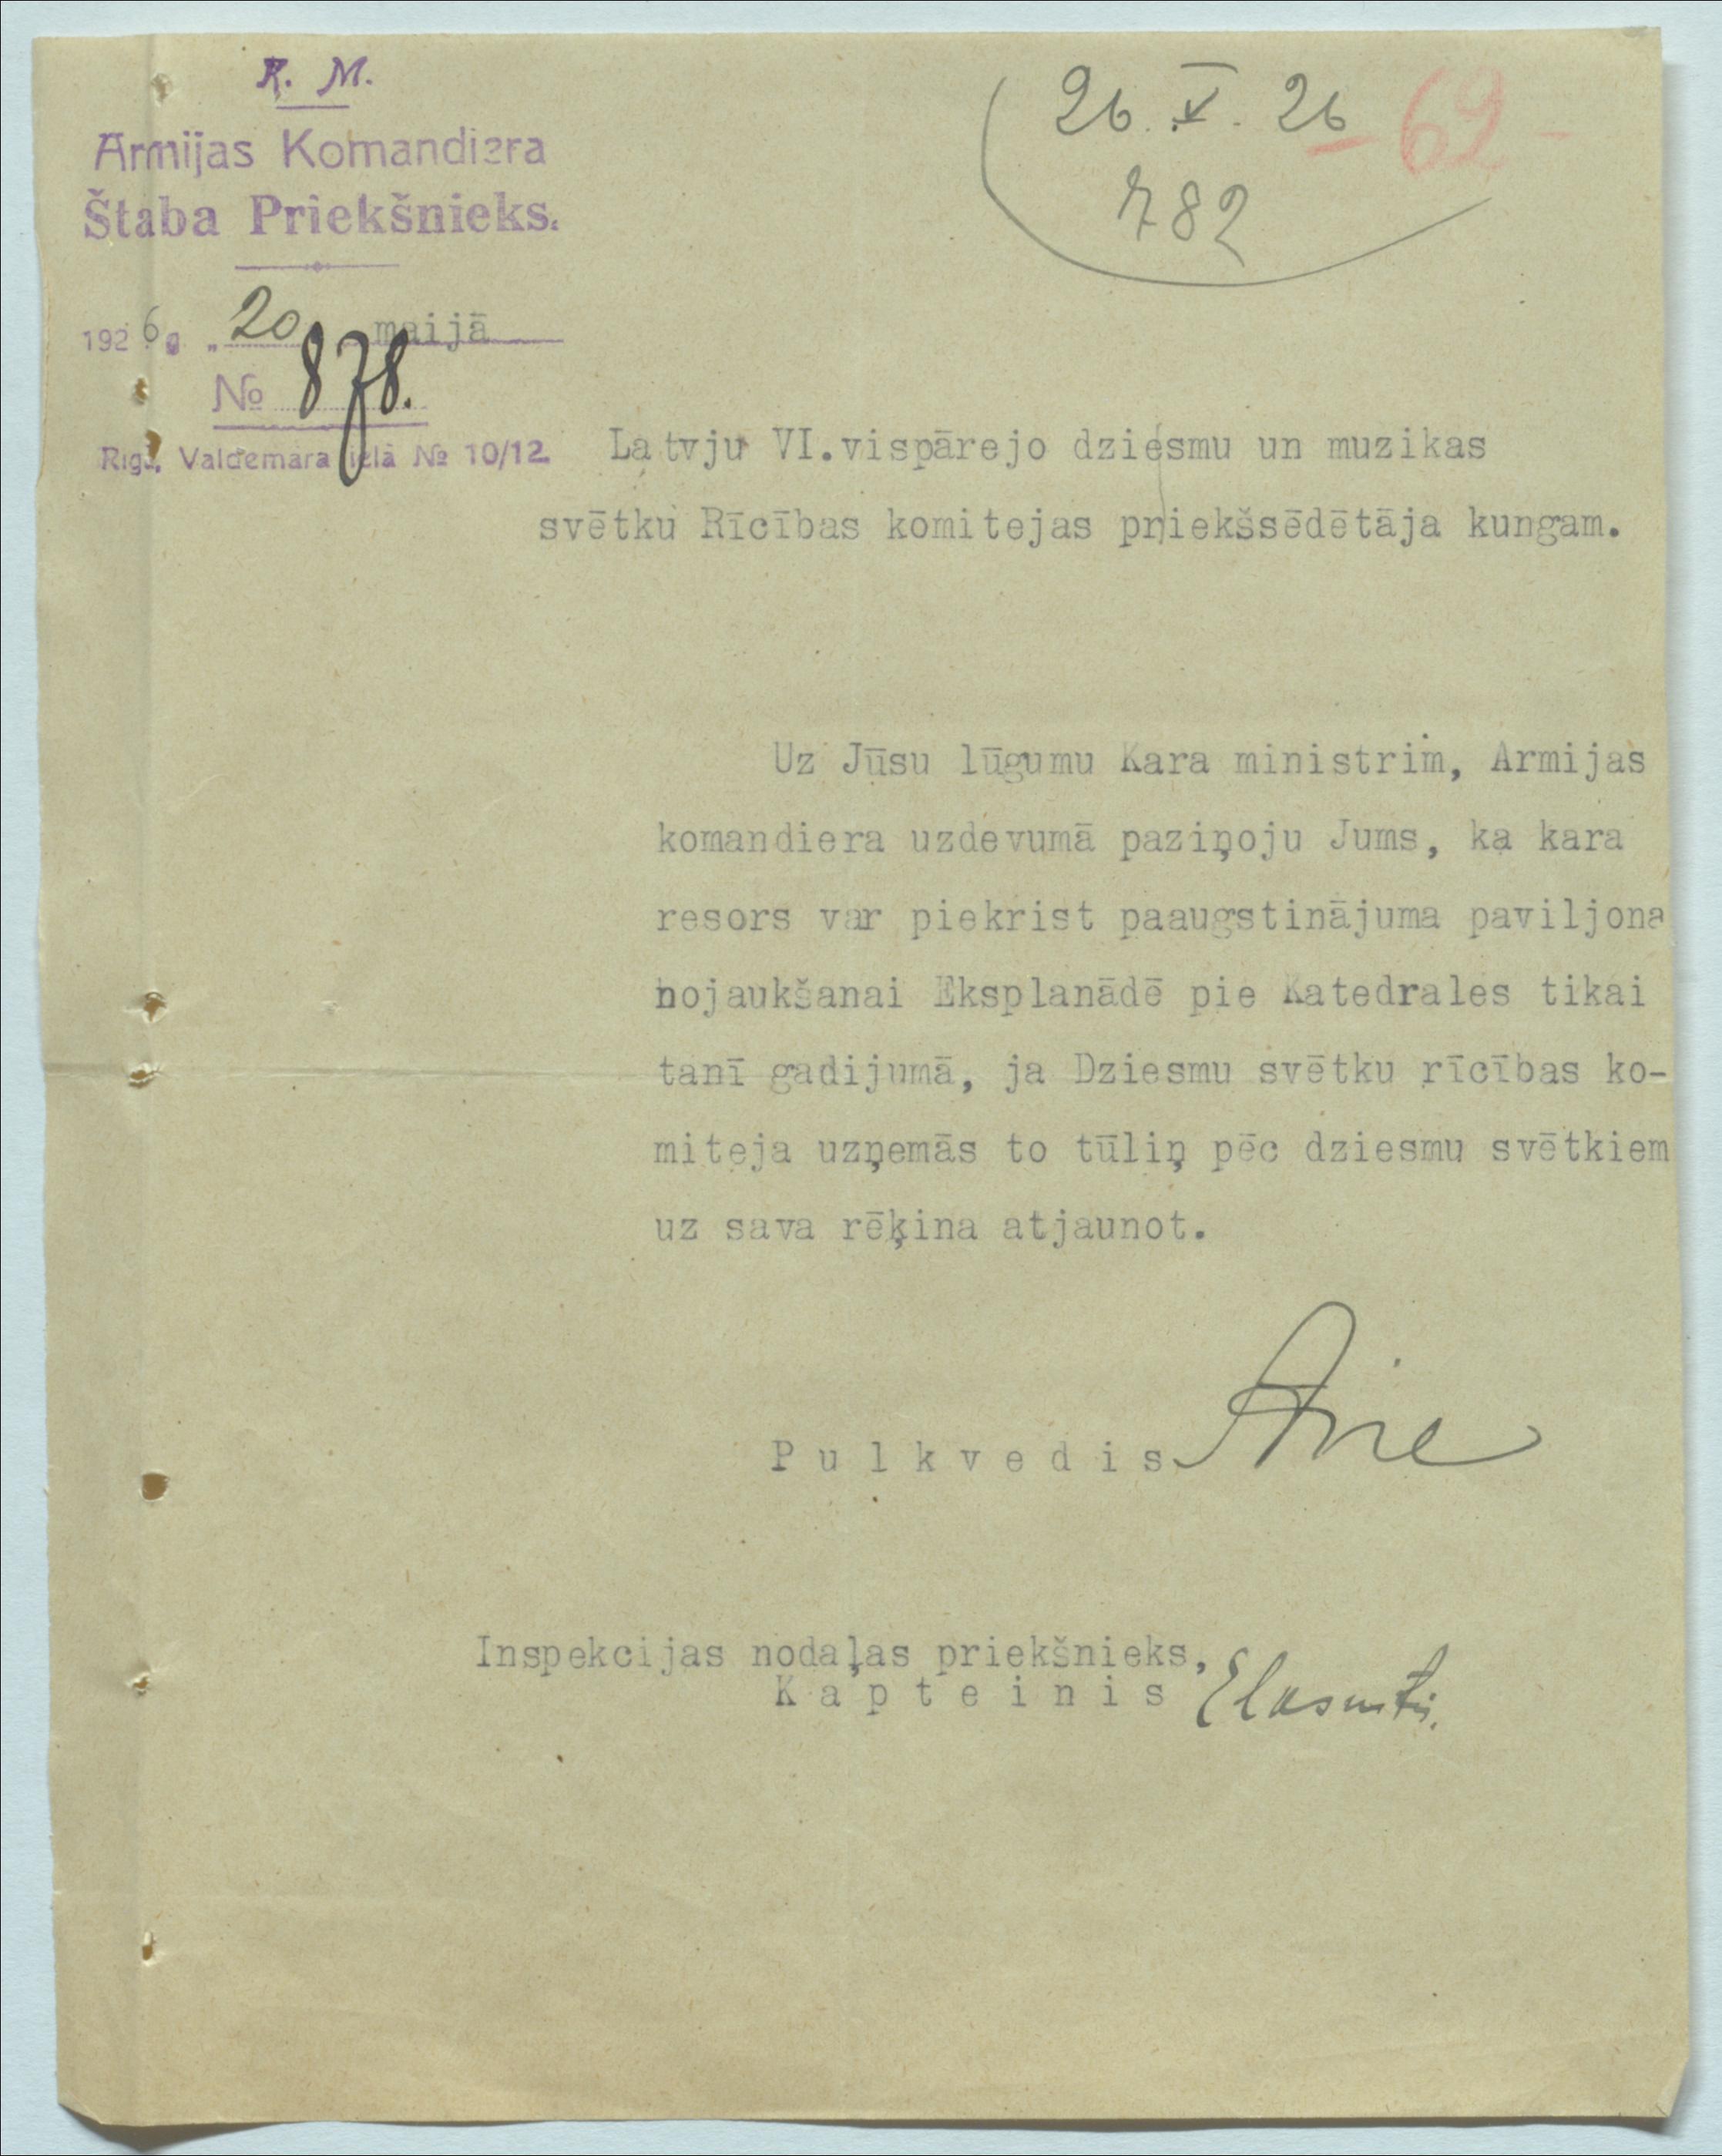 K. M.
Armijas Komandiera
Štaba Priekšnieks.
26. V. 26 - 69 -
782
1926 g. „20 maijā
№ 878.
Rīgā, Valdemāra ielā № 10/12
Latvju VI.vispārejo dziesmu un muzikas
svētku Rīcības komitejas priekšsēdētāja kungam.
Uz Jūsu lūgumu Kara ministrim, Armijas
komandiera uzdevumā paziņoju Jums, ka kara
resors var piekrist paaugstinājuma paviljona
nojaukšanai Eksplanādē pie Katedrales tikai
tanī gadijumā, ja Dziesmu svētku rīcības ko-
miteja uzņemās to tūliņ pēc dziesmu svētkiem
uz sava rēķina atjaunot.
Pulkvedis
Inspekcijas nodaļas priekšnieks,
Kapteinis